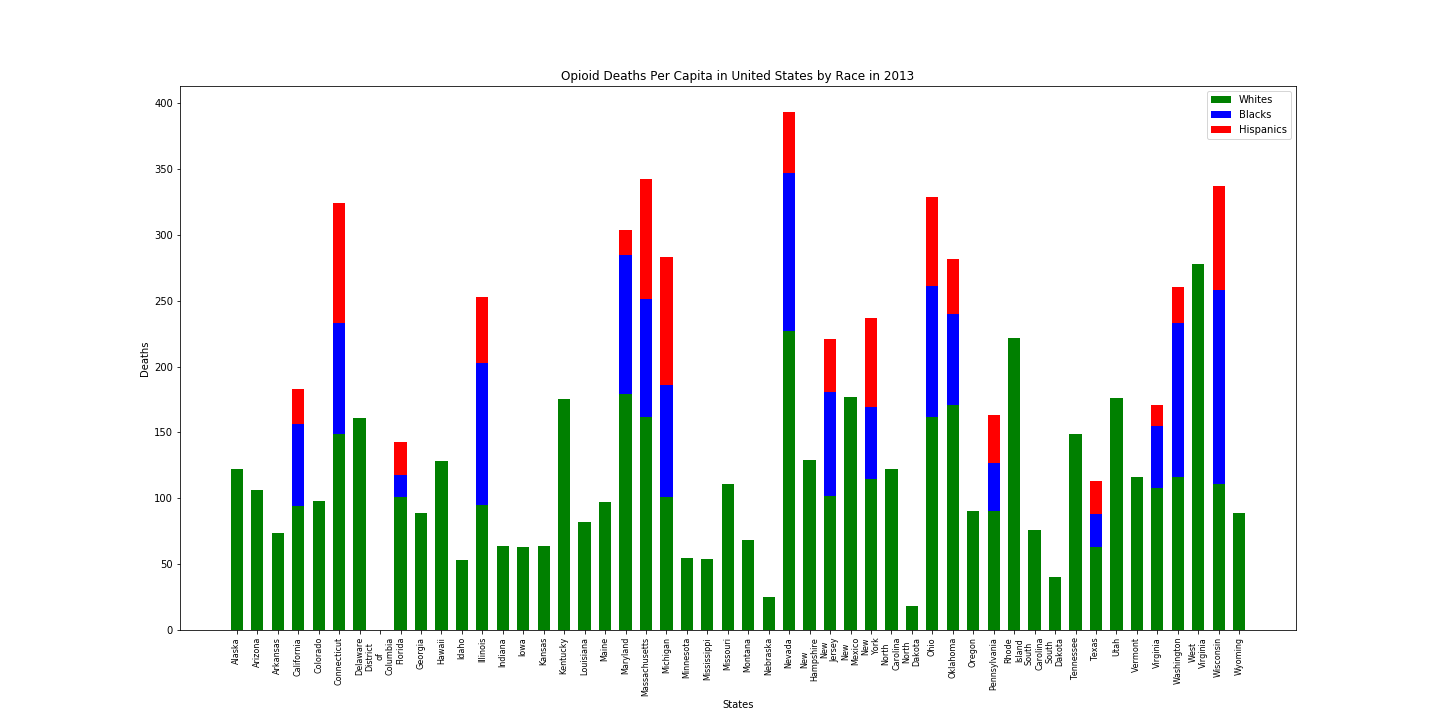 Opioid Deaths Per Capita in United States by Race in 2013
Whites
Blacks
Hispanics
400
350
300
250
200
150
100
50
0
Deaths
Alaska
Arizona
Arkansas
California
Colorado
Connecticut
Delaware
District
of
Columbia
Florida
Georgia
Hawaii
Idaho
Illinois
Indiana
Iowa
Kansas
Kentucky
Louisiana
Maine
Maryland
Massachusetts
Michigan
Minnesota
Mississippi
Missouri
Montana
Nebraska
Nevada
New
Hampshire
New
Jersey
New
Mexico
New
York
North
Carolina
North
Dakota
Ohio
Oklahoma
Oregon
Pennsylvania
Rhode
Island
South
Carolina
South
Dakota
Tennessee
Texas
Utah
Vermont
Virginia
Washington
West
Virginia
Wisconsin
Wyoming
States